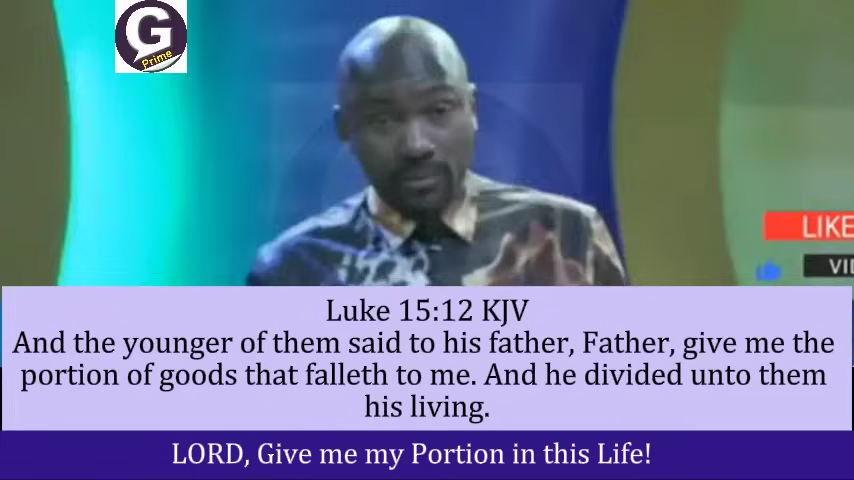 G
Prime
LIKE
VID
Luke 15:12 KJV
And the younger of them said to his father, Father, give me the
portion of goods that falleth to me. And he divided unto them
his living.
LORD, Give me my Portion in this Life!